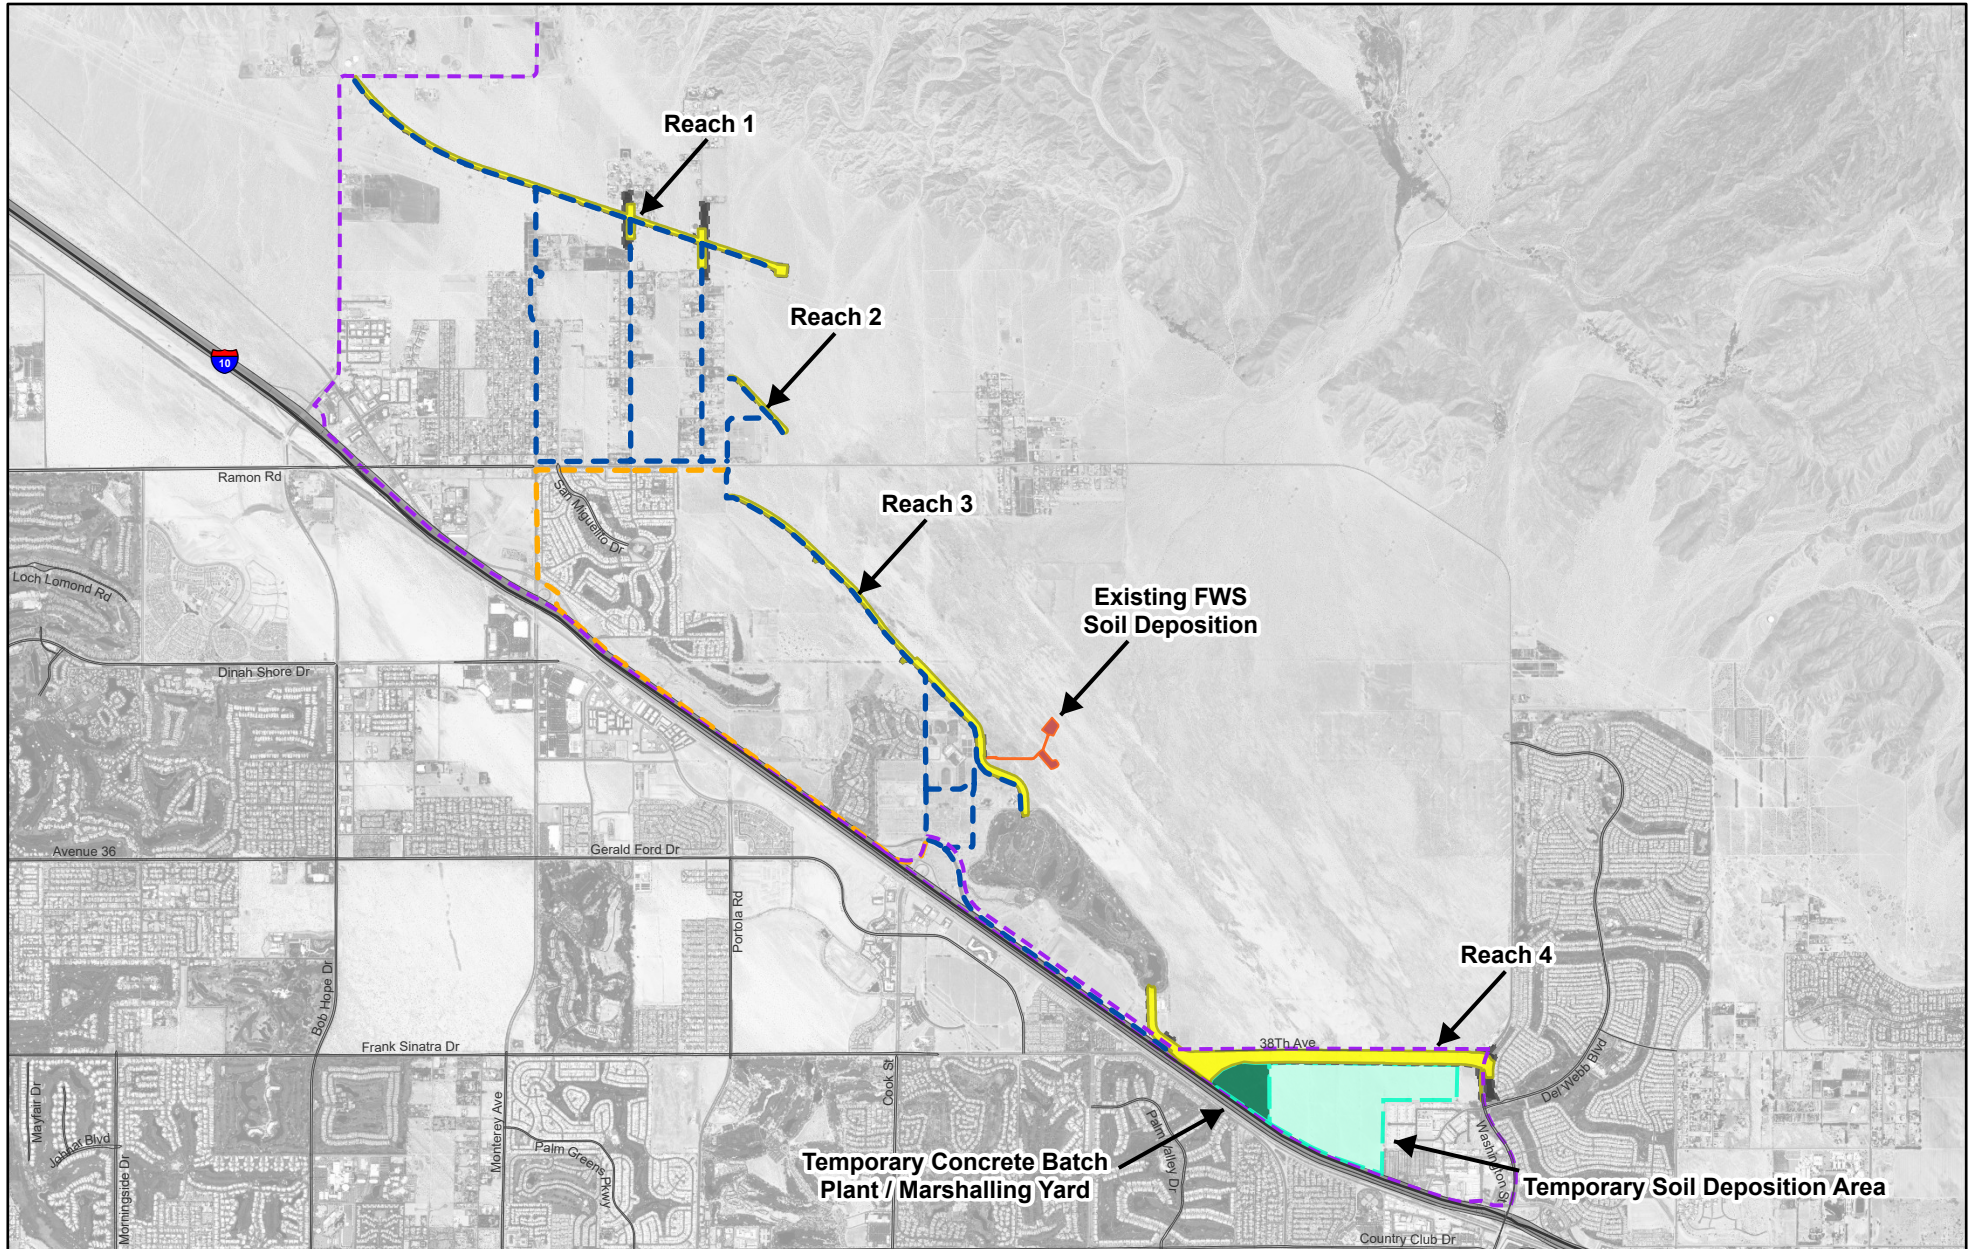 Reach 1
Reach 2
10
Ramon Rd
San Miguelito Dr
Reach 3
Loch Lomond Rd
Existing FWS
Soil Deposition
Dinah Shore Dr
Avenue 36
Gerald Ford Dr
Portola Rd
Bob Hope Dr
Reach 4
Frank Sinatra Dr
38Th Ave
Cook St
Del Webb Blvd
Mayfair Dr
Monterey Ave
Johnar Blvd
Morningside Dr
Palm Greens Pkwy
Palm Valley Dr
Washington St
Temporary Concrete Batch
Plant / Marshalling Yard
Temporary Soil Deposition Area
Country Club Dr